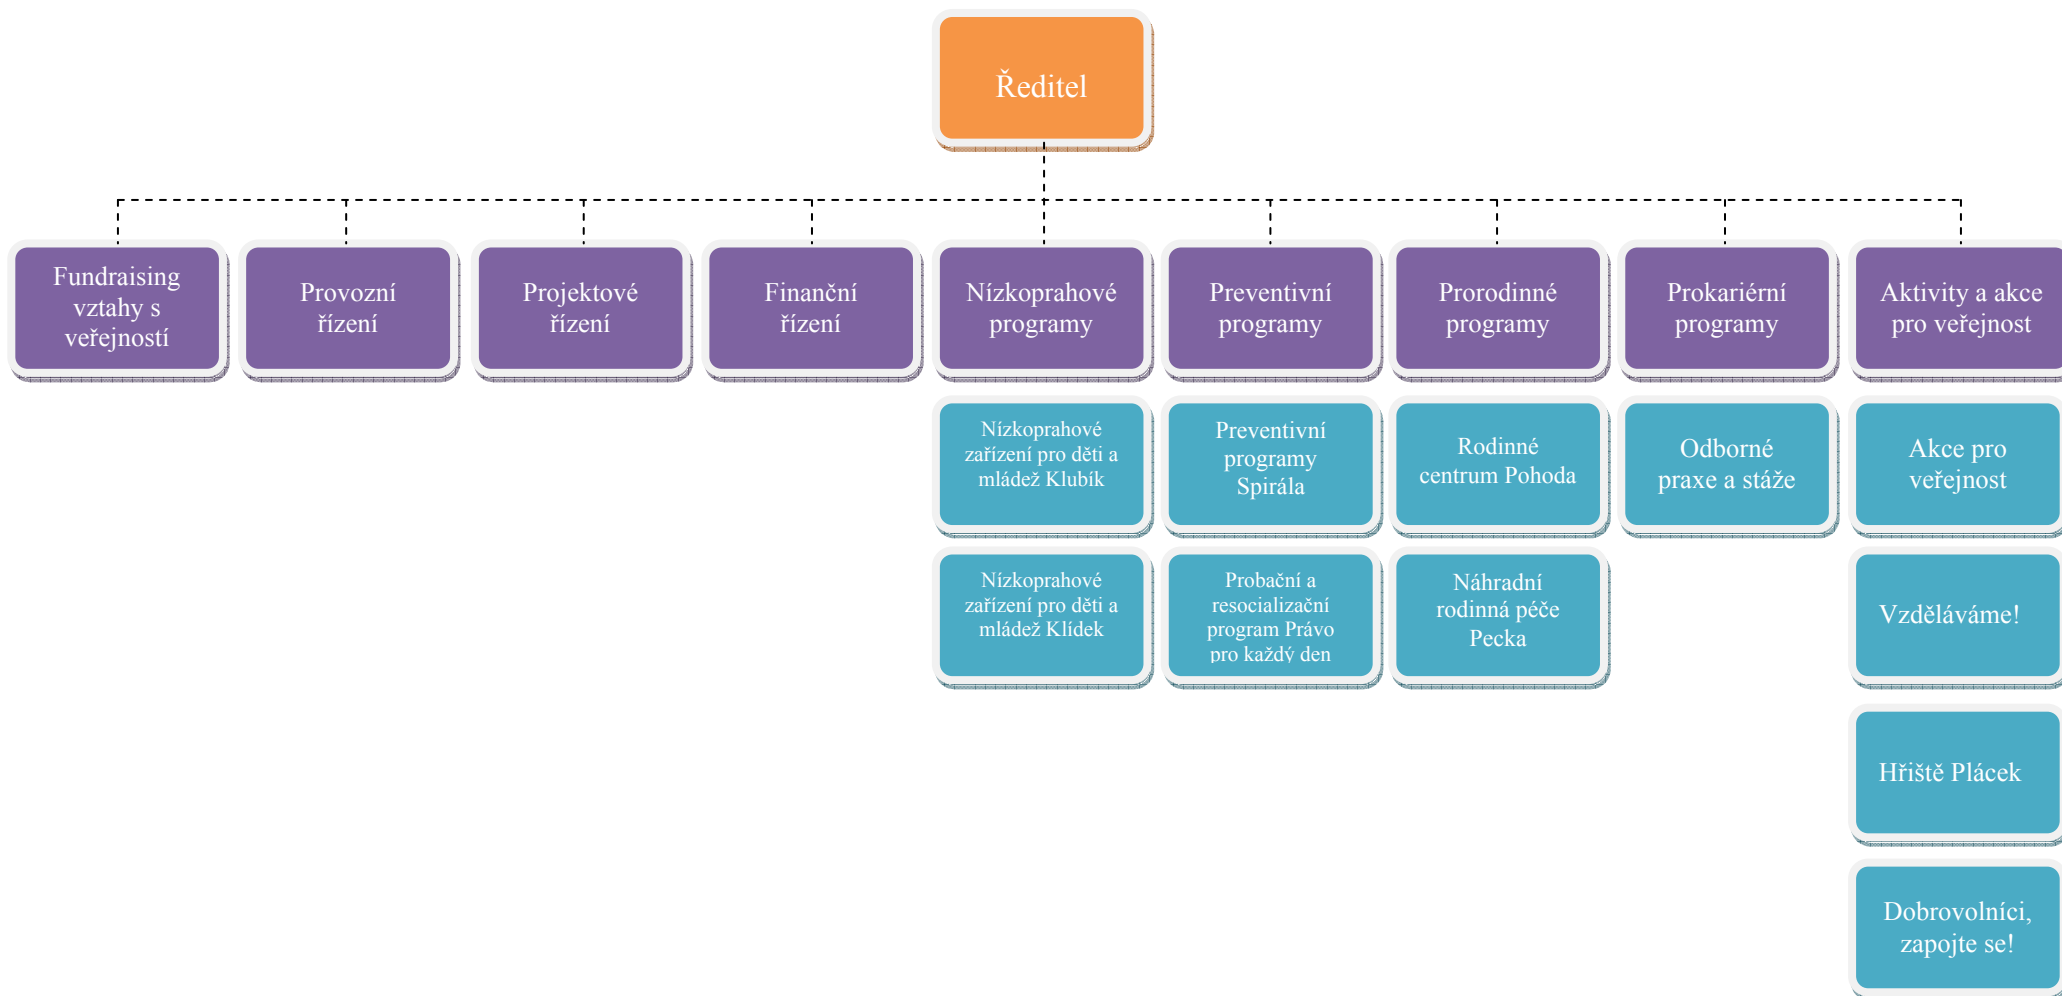 Ředitel
Fundraising
vztahy s
veřejností
Provozní
řízení
Projektové
řízení
Finanční
řízení
Nízkoprahové
programy
Preventivní
programy
Prorodinné
programy
Prokariérní
programy
Aktivity a akce
pro veřejnost
Nízkoprahové
zařízení pro děti a
mládež Klubík
Preventivní
programy
Spirála
Rodinné
centrum Pohoda
Odborné
praxe a stáže
Akce pro
veřejnost
Nízkoprahové
zařízení pro děti a
mládež Klídek
Probační a
resocializační
program Právo
pro každý den
Náhradní
rodinná péče
Pecka
Vzděláváme!
Hřiště Plácek
Dobrovolníci,
zapojte se!